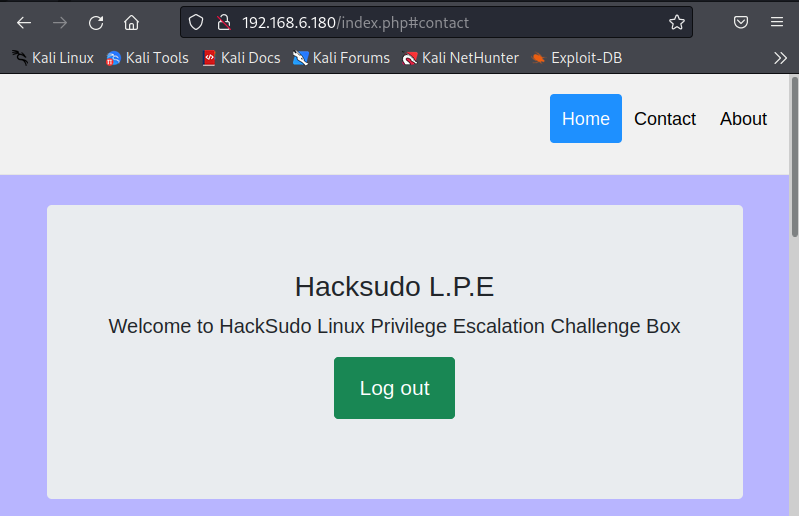 192.168.6.180/index.php#contact
Kali Linux Kali Tools Kali Docs Kali Forums Kali NetHunter Exploit-DB
Home Contact About
Hacksudo L.P.E
Welcome to HackSudo Linux Privilege Escalation Challenge Box
Log out